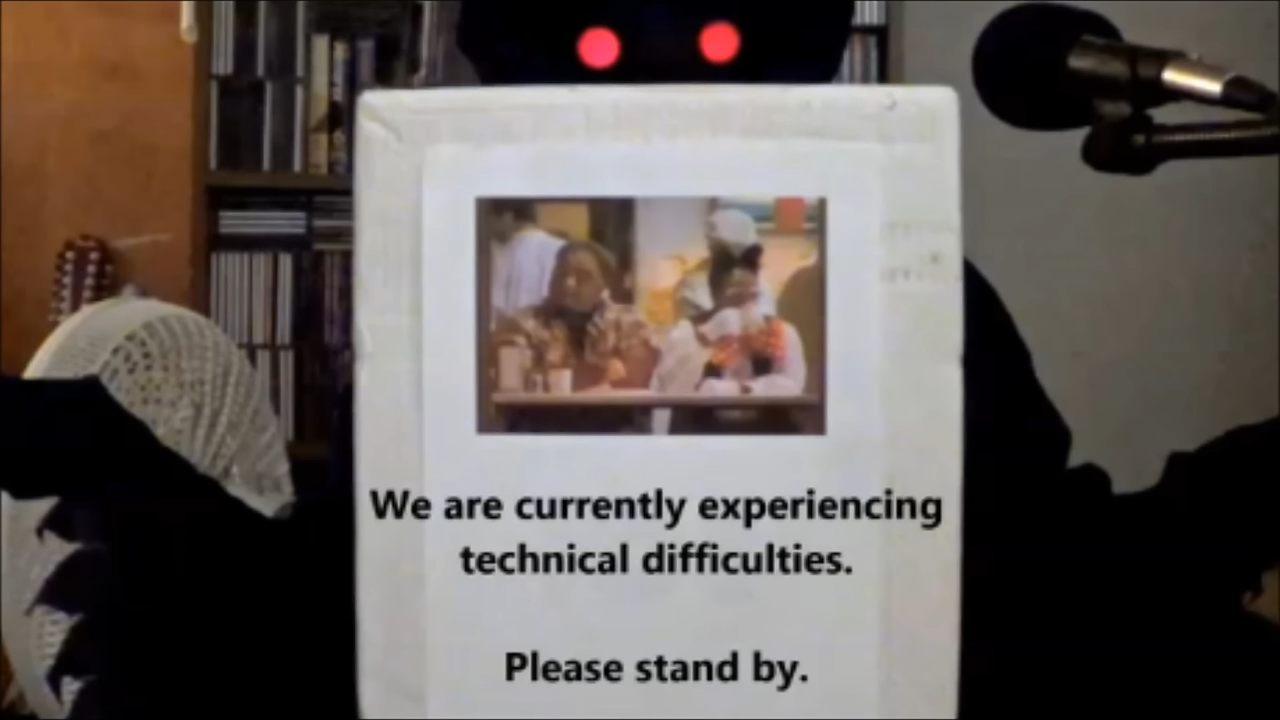 We are currently experiencing
technical difficulties.
Please stand by.